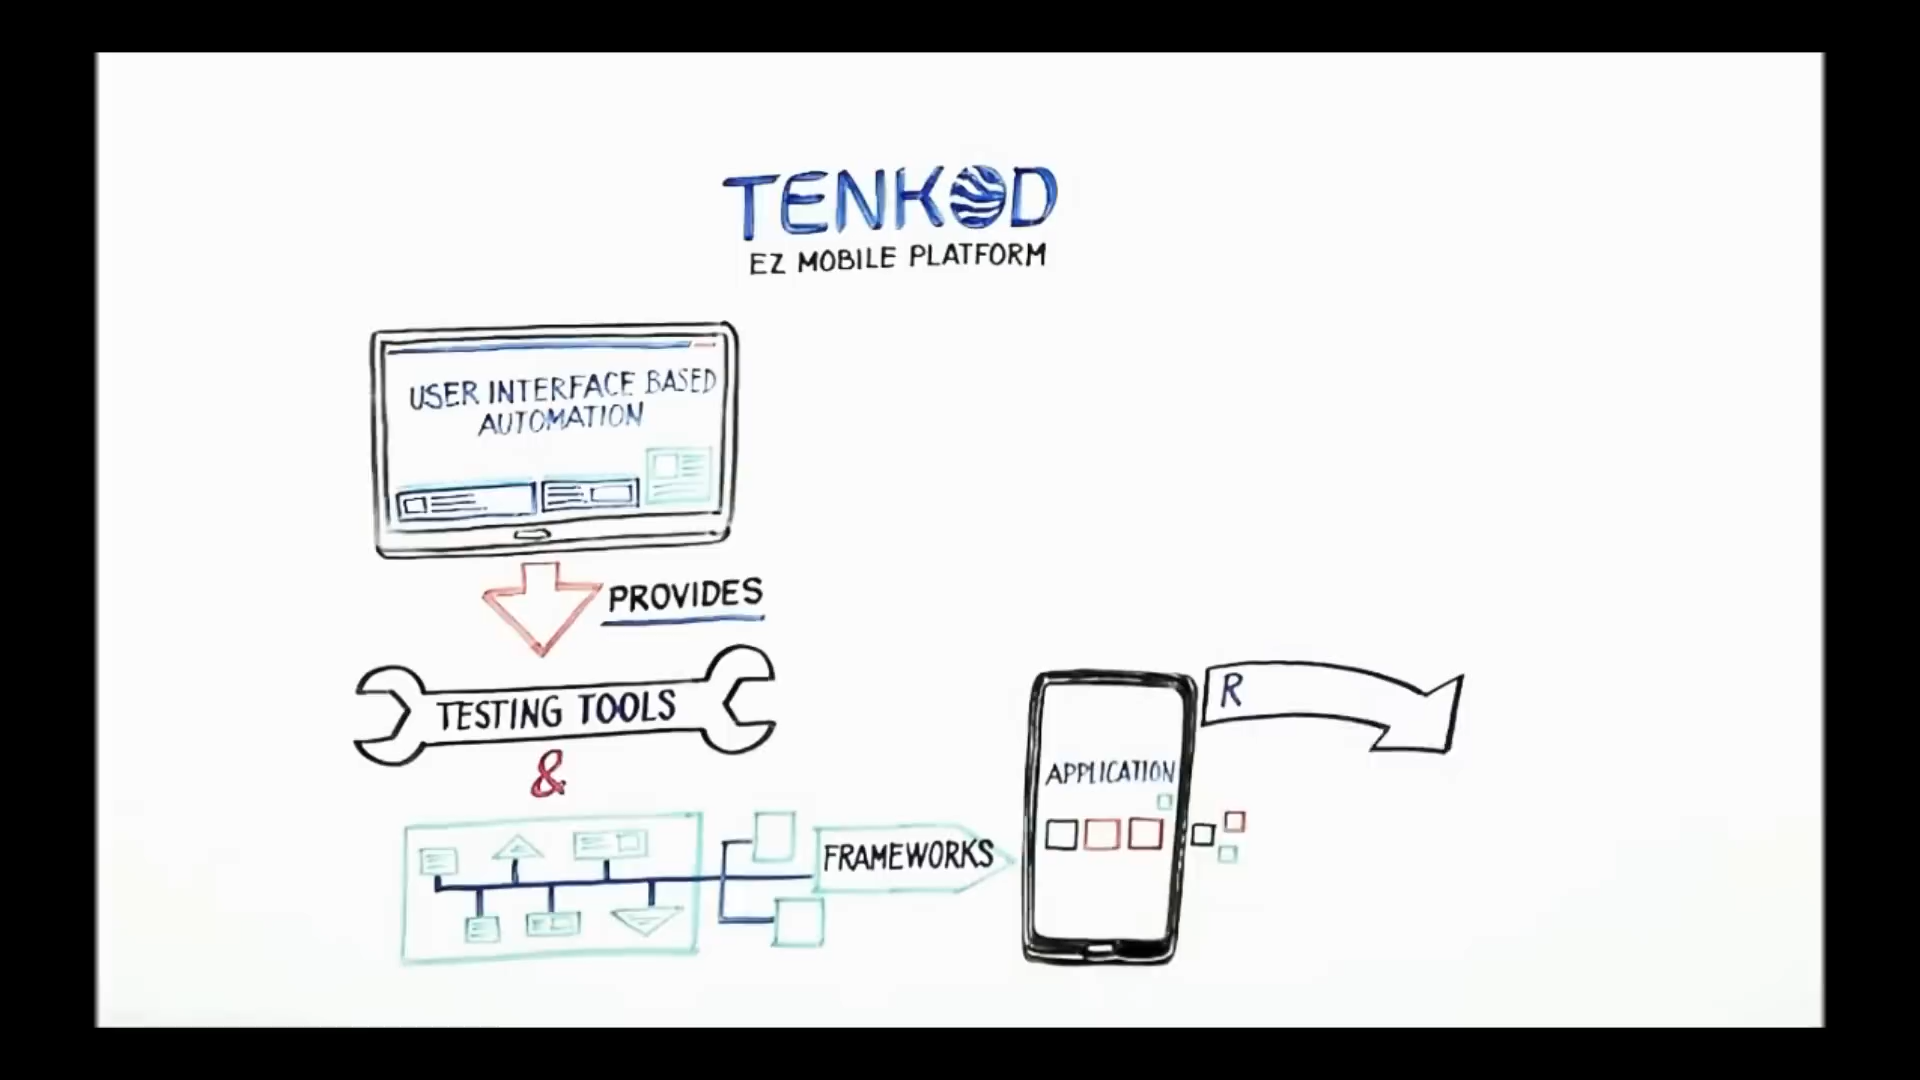 TENKOD
EZ MOBILE PLATFORM
USER INTERFACE BASED
AUTOMATION
PROVIDES
TESTING TOOLS
&
FRAMEWORKS
APPLICATION
R